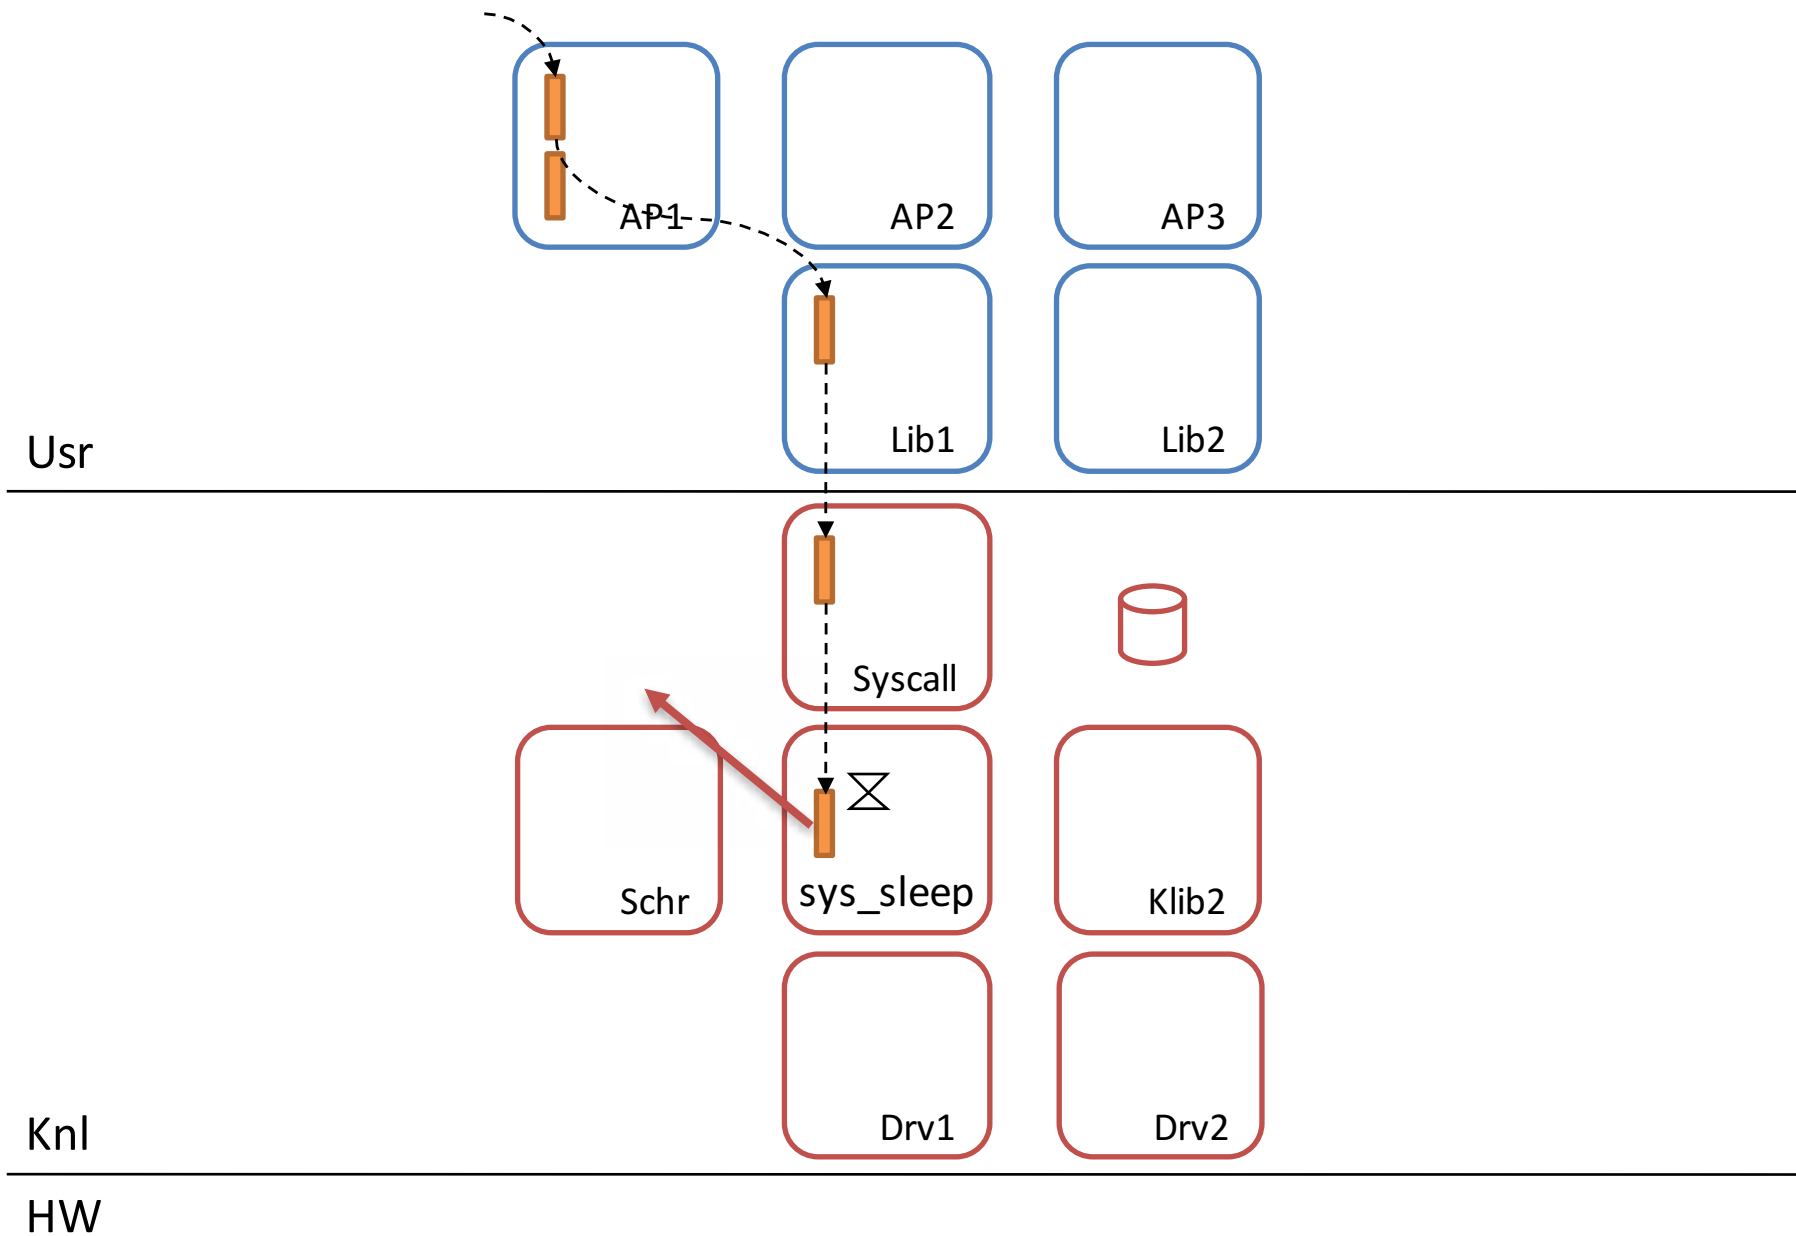 AP1
AP2
AP3
Lib1
Lib2
Usr
Syscall
Schr
sys_sleep
Klib2
Drv1
Drv2
Knl
HW